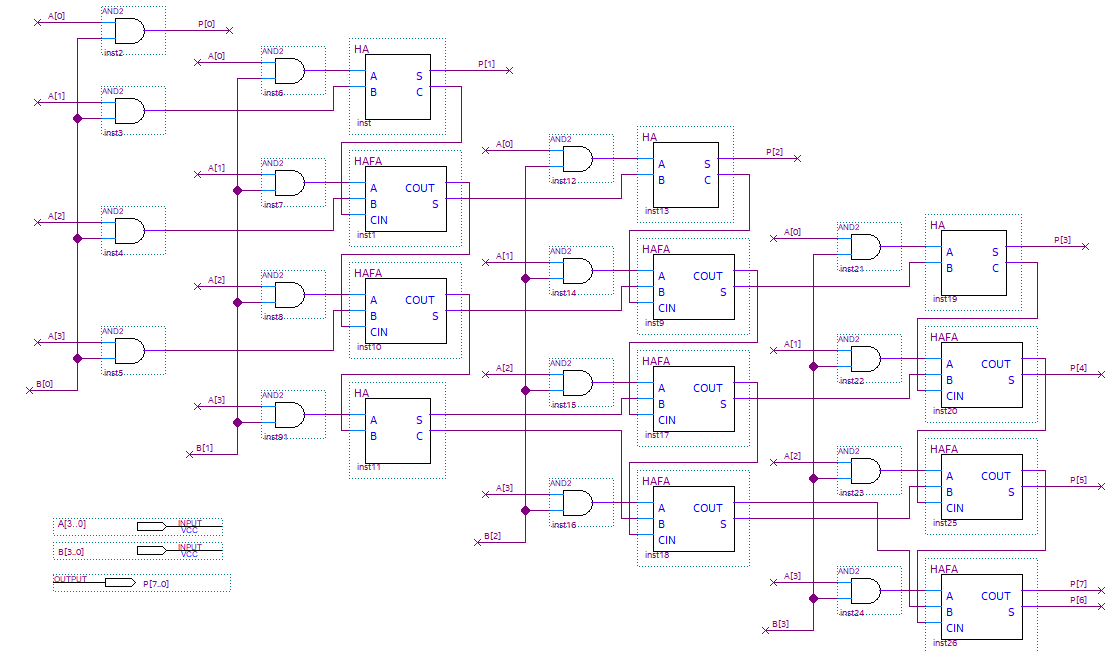 A[0]
AND2
P[0]
inst2
A[1]
AND2
inst3
A[2]
AND2
inst4
A[3]
AND2
inst5
B[0]
A[0]
AND2
inst6
HA
A S
B C
inst
P[1]
A[1]
AND2
inst7
HAFA
A COUT
B S
CIN
inst1
A[2]
AND2
inst8
HAFA
A COUT
B S
CIN
inst10
A[3]
AND2
inst91
HA
A S
B C
inst11
B[1]
A[0]
AND2
inst12
HA
A S
B C
inst13
P[2]
A[1]
AND2
inst14
HAFA
A COUT
B S
CIN
inst9
A[2]
AND2
inst15
HAFA
A COUT
B S
CIN
inst17
A[3]
AND2
inst16
HAFA
A COUT
B S
CIN
inst18
B[2]
A[0]
AND2
inst21
HA
A S
B C
inst19
P[3]
A[1]
AND2
inst22
HAFA
A COUT
B S
CIN
inst20
P[4]
A[2]
AND2
inst23
HAFA
A COUT
B S
CIN
inst25
P[5]
A[3]
AND2
inst24
HAFA
A COUT
B S
CIN
inst26
P[7]
P[6]
B[3]
A[3..0]
INPUT
VCC
B[3..0]
INPUT
VCC
OUTPUT
P[7..0]